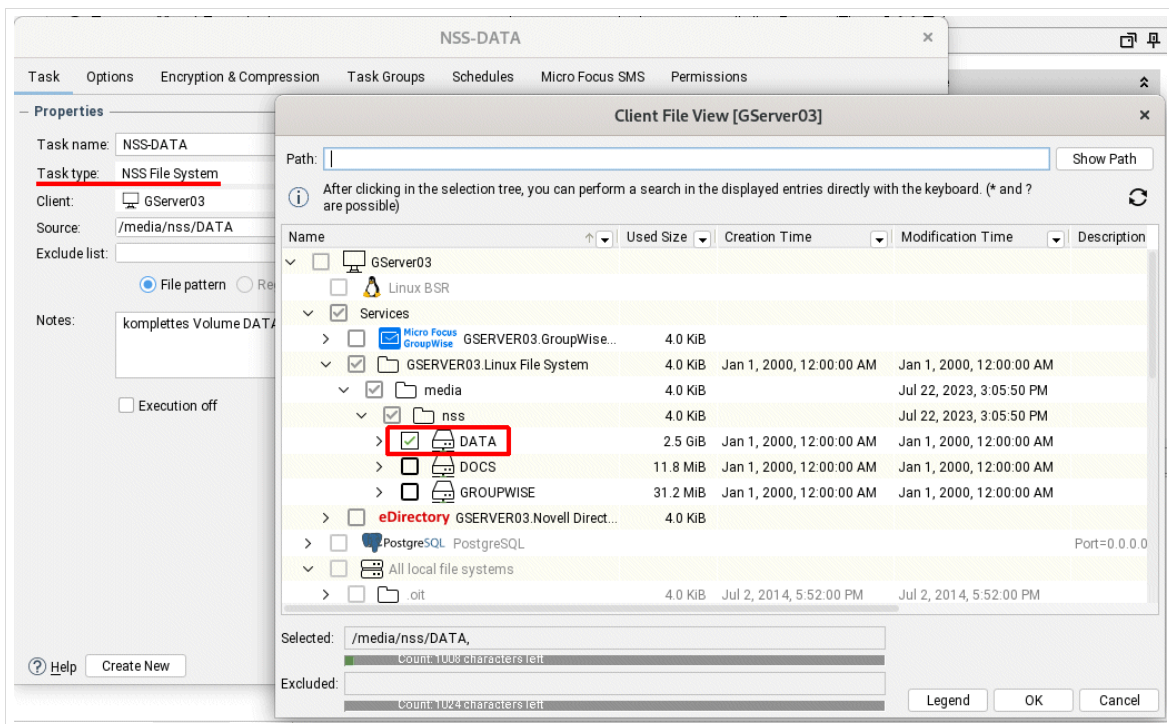 NSS-DATA
Task Options Encryption & Compression Task Groups Schedules Micro Focus SMS Permissions
Properties
Task name: NSS-DATA
Task type: NSS File System
Client: GServer03
Source: /media/nss/DATA
Exclude list:
File pattern Re
Notes: komplettes Volume DATA
Execution off
Help Create New
Client File View [GServer03]
Path: Show Path
After clicking in the selection tree, you can perform a search in the displayed entries directly with the keyboard. (* and ?
are possible)
Name Used Size Creation Time Modification Time Description
GServer03
Linux BSR
Services
Micro Focus GroupWise GSERVER03.GroupWise... 4.0 KiB
GSERVER03.Linux File System 4.0 KiB Jan 1, 2000, 12:00:00 AM Jan 1, 2000, 12:00:00 AM
media 4.0 KiB Jul 22, 2023, 3:05:50 PM
nss 4.0 KiB Jul 22, 2023, 3:05:50 PM
DATA 2.5 GiB Jan 1, 2000, 12:00:00 AM Jan 1, 2000, 12:00:00 AM
DOCS 11.8 MiB Jan 1, 2000, 12:00:00 AM Jan 1, 2000, 12:00:00 AM
GROUPWISE 31.2 MiB Jan 1, 2000, 12:00:00 AM Jan 1, 2000, 12:00:00 AM
eDirectory GSERVER03.Novell Direct... 4.0 KiB
PostgreSQL PostgreSQL Port=0.0.0.0
All local file systems
.oit 4.0 KiB Jul 2, 2014, 5:52:00 PM Jul 2, 2014, 5:52:00 PM
Selected: /media/nss/DATA,
Count: 1008 characters left
Excluded:
Count: 1024 characters left
Legend OK Cancel